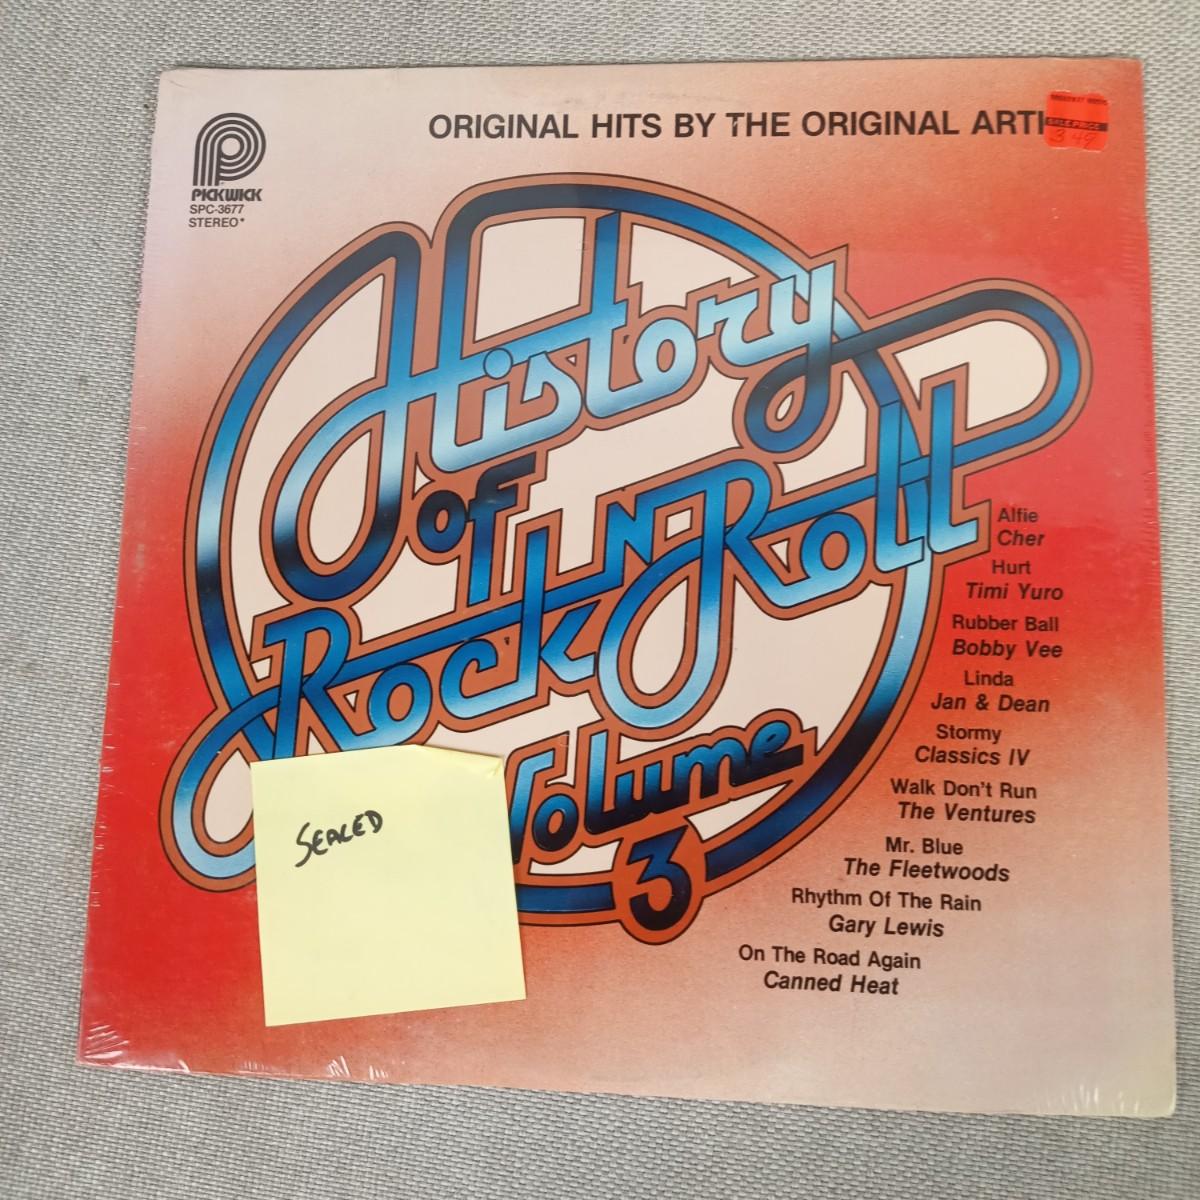 ORIGINAL HITS BY THE ORIGINAL ARTI
SALE PRICE
3.49
PICKWICK
SPC-3677
STEREO*
History
of
Rock N Roll
Volume
3
Alfie
Cher
Hurt
Timi Yuro
Rubber Ball
Bobby Vee
Linda
Jan & Dean
Stormy
Classics IV
Walk Don't Run
The Ventures
Mr. Blue
The Fleetwoods
Rhythm Of The Rain
Gary Lewis
On The Road Again
Canned Heat
SEALED